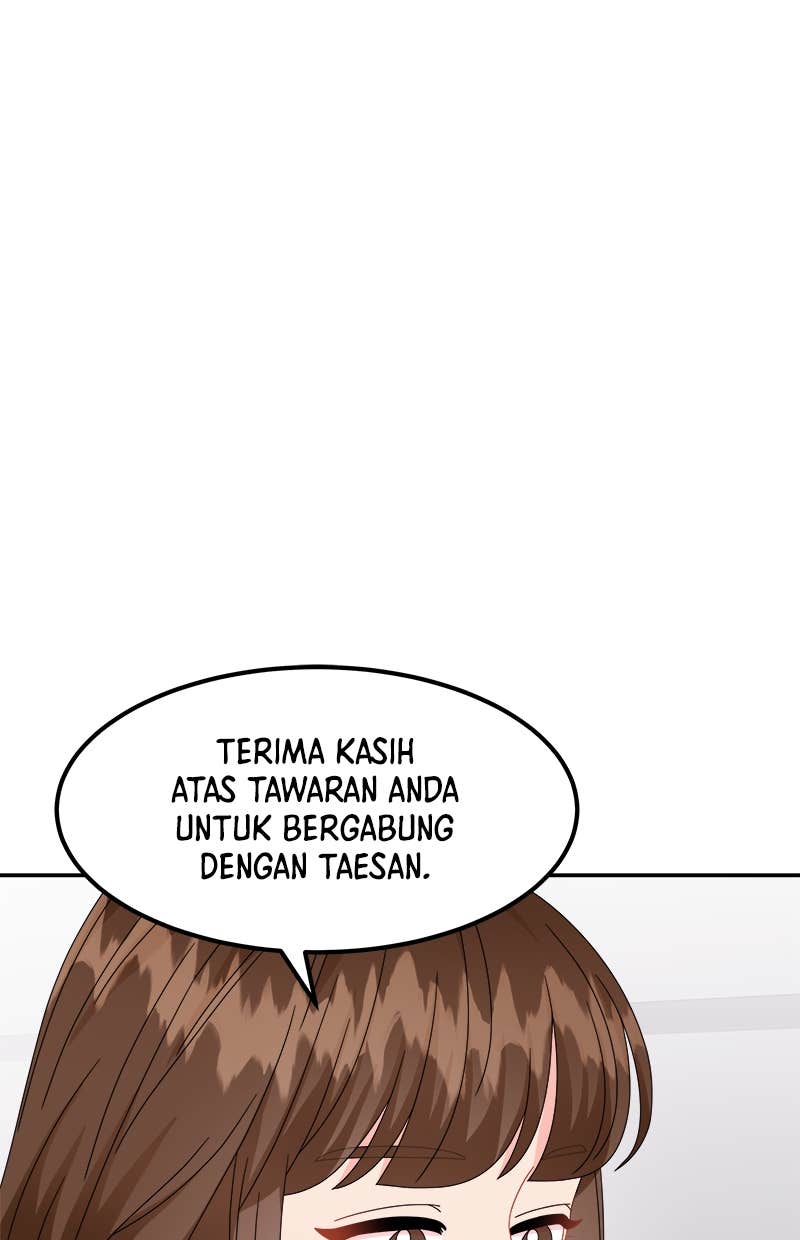 TERIMA KASIH
ATAS TAWARAN ANDA
UNTUK BERGABUNG
DENGAN TAESAN.